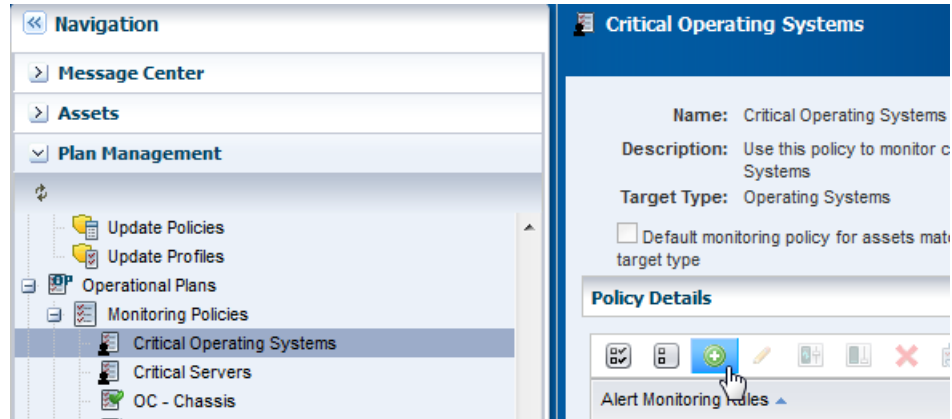 Navigation
Message Center
Assets
Plan Management
Update Policies
Update Profiles
Operational Plans
Monitoring Policies
Critical Operating Systems
Critical Servers
OC - Chassis
Critical Operating Systems
Name: Critical Operating Systems
Description: Use this policy to monitor
Systems
Target Type: Operating Systems
Default monitoring policy for assets
target type
Policy Details
Alert Monitoring Rules